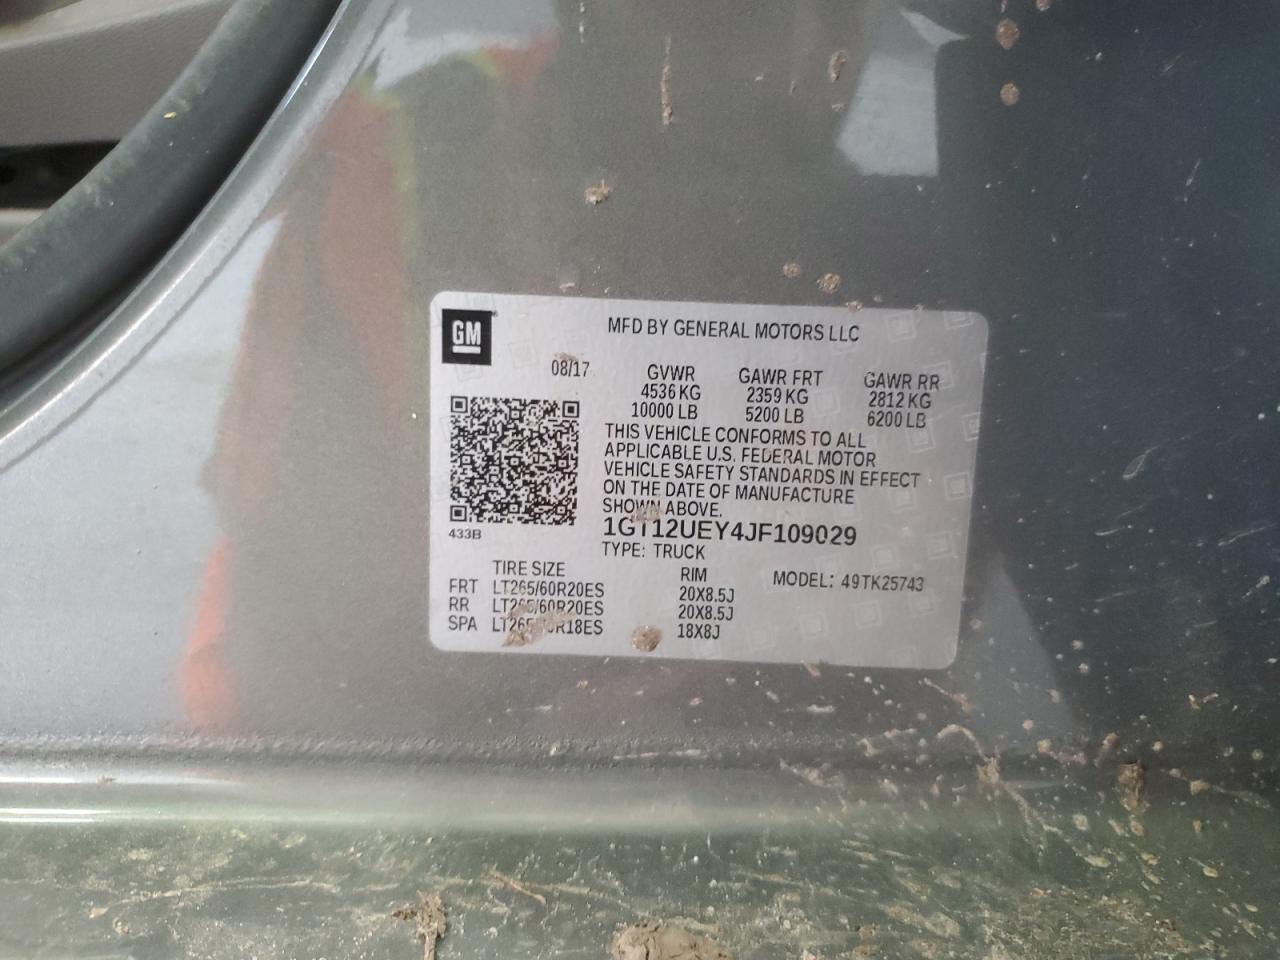 GM
MFD BY GENERAL MOTORS LLC
08/17
GVWR GAWR FRT GAWR RR
4536 KG 2359 KG 2812 KG
10000 LB 5200 LB 6200 LB
THIS VEHICLE CONFORMS TO ALL
APPLICABLE U.S. FEDERAL MOTOR
VEHICLE SAFETY STANDARDS IN EFFECT
ON THE DATE OF MANUFACTURE
SHOWN ABOVE.
433B
1GT12UEY4JF109029
TYPE: TRUCK
TIRE SIZE RIM MODEL: 49TK25743
FRT LT265/60R20ES 20X8.5J
RR LT265/60R20ES 20X8.5J
SPA 18X8J